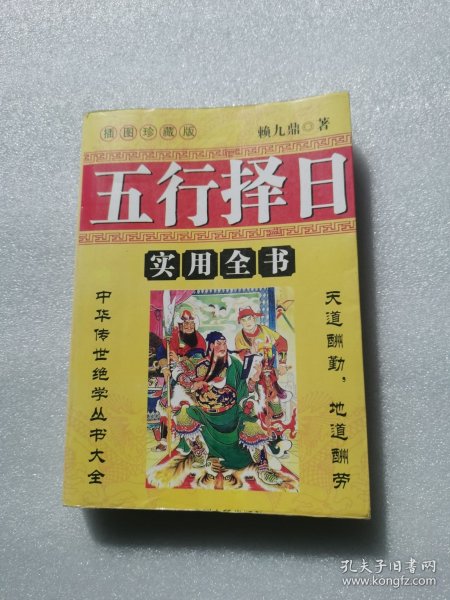 插图珍藏版
赖九鼎◎著
五行择日
实用全书
天道酬勤，地道酬劳
中华传世绝学丛书大全
孔夫子旧书网
www.kongfz.com